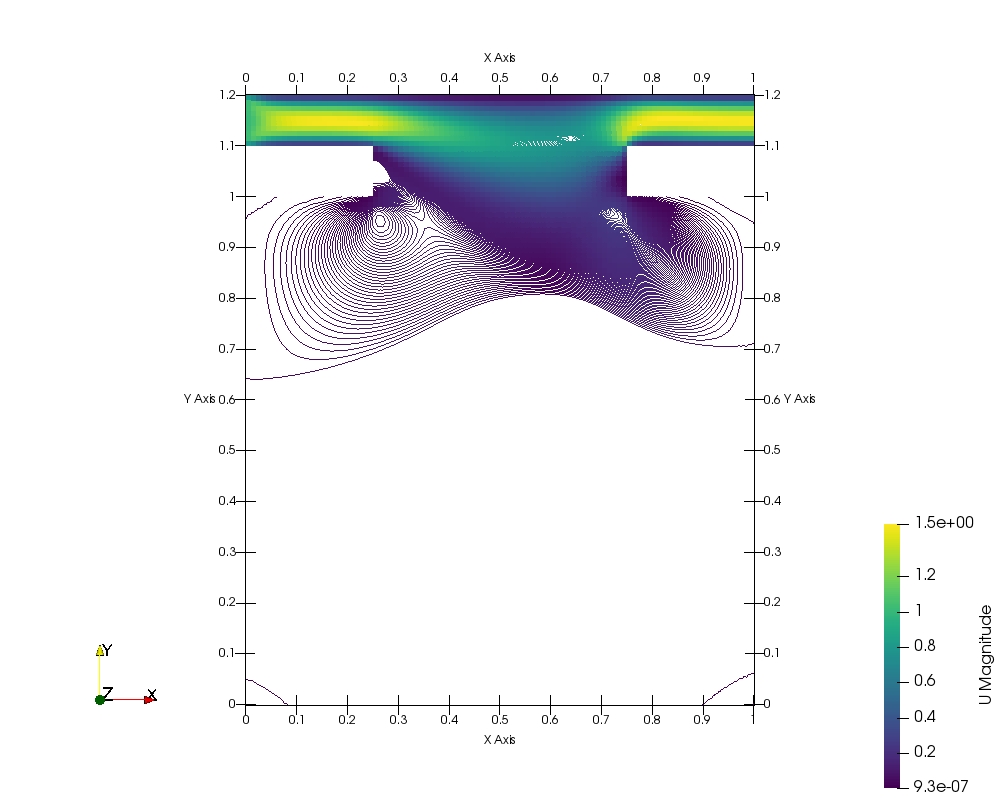 X Axis
0 0.1 0.2 0.3 0.4 0.5 0.6 0.7 0.8 0.9 1
1.2 1.2
1.1 1.1
1 1
0.9 0.9
0.8 0.8
0.7 0.7
Y Axis 0.6 0.6 Y Axis
0.5 0.5
0.4 0.4
0.3 0.3
0.2 0.2
0.1 0.1
0 0
0 0.1 0.2 0.3 0.4 0.5 0.6 0.7 0.8 0.9 1
X Axis
Y
Z
X
1.5e+00
1.2
1
0.8
0.6
0.4
0.2
9.3e-07
U Magnitude